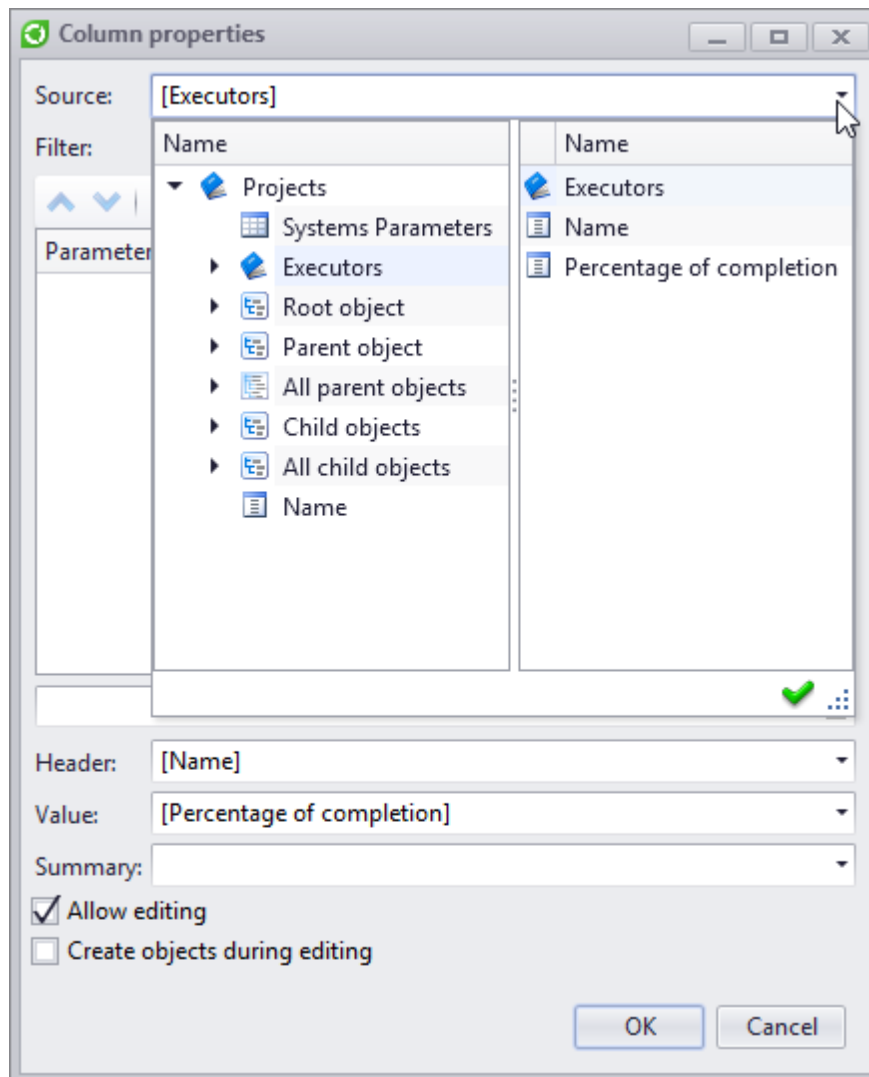 Column properties
Source: [Executors]
Filter: Name Name
Projects Executors
Systems Parameters Name
Parameter Executors Percentage of completion
Root object
Parent object
All parent objects
Child objects
All child objects
Name
Header: [Name]
Value: [Percentage of completion]
Summary:
Allow editing
Create objects during editing
OK Cancel